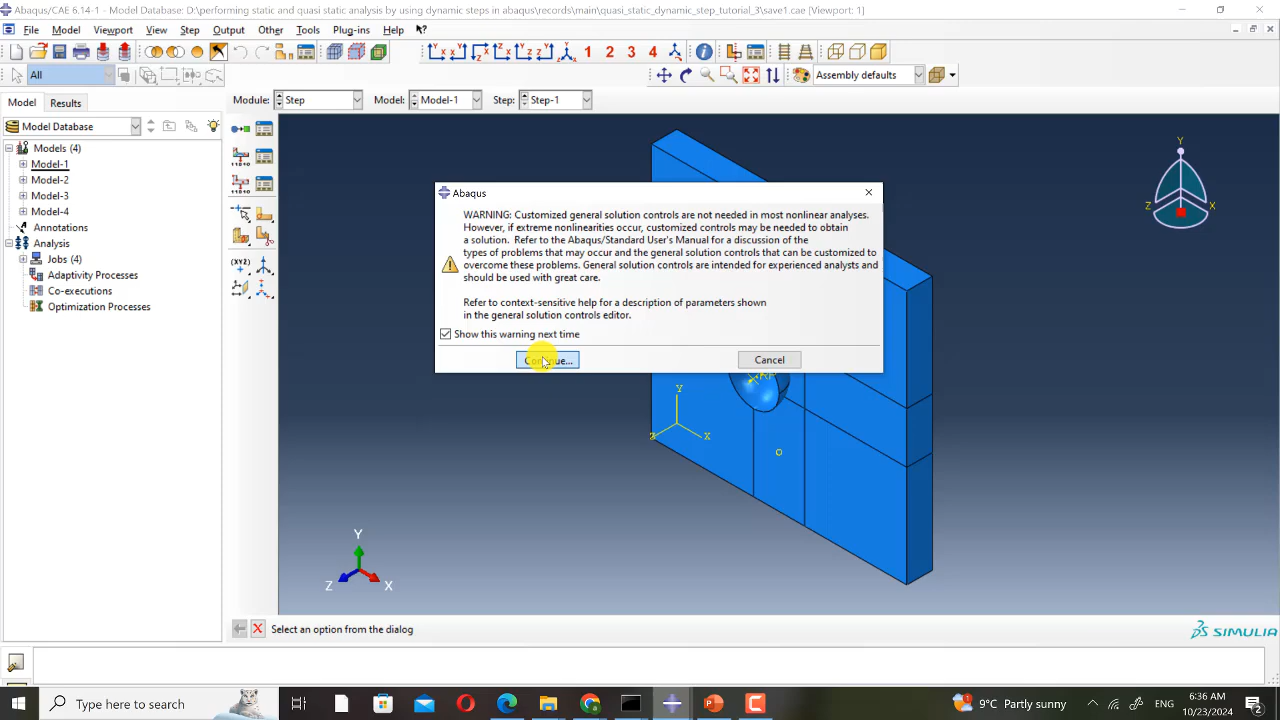 Abaqus/CAE 6.14-1 - Model Database: D:\performing static and quasi static analysis by using dynamic steps in abaqus\records\main\quasi_static_dynamic_step_tutorial_3\save1.cae (Viewport: 1)
File Model Viewport View Step Output Other Tools Plug-ins Help
1 2 3 4
All
Assembly defaults
Model Results
Module: Step Model: Model-1 Step: Step-1
Model Database
Models (4)
Model-1
Model-2
Model-3
Model-4
Annotations
Analysis
Jobs (4)
Adaptivity Processes
Co-executions
Optimization Processes
Abaqus
WARNING: Customized general solution controls are not needed in most nonlinear analyses.
However, if extreme nonlinearities occur, customized controls may be needed to obtain
a solution. Refer to the Abaqus/Standard User's Manual for a discussion of the
types of problems that may occur and the general solution controls that can be customized to
overcome these problems. General solution controls are intended for experienced analysts and
should be used with great care.
Refer to context-sensitive help for a description of parameters shown
in the general solution controls editor.
Show this warning next time
Continue... Cancel
Y
Z X
Y
Z X
RP
Y
Z X
Select an option from the dialog
SIMULIA
Type here to search
9°C Partly sunny
ENG
10/23/2024